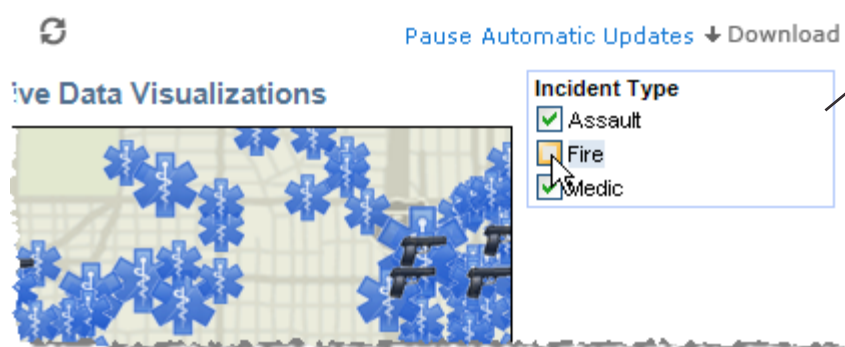 Pause Automatic Updates Download
ive Data Visualizations
Incident Type
Assault
Fire
Medic